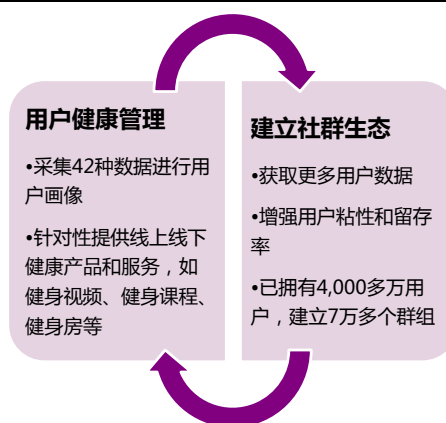 用户健康管理
•采集42种数据进行用
户画像
•针对性提供线上线下
健康产品和服务，如
健身视频、健身课程、
健身房等
建立社群生态
•获取更多用户数据
•增强用户粘性和留存
率
•已拥有4,000多万用
户，建立7万多个群组